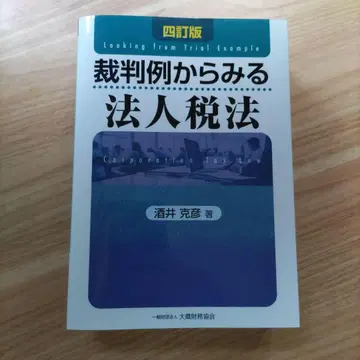 四訂版
Looking from Trial Example
裁判例からみる
法人税法
Corporation Tax Law
酒井 克彦 著
一般財団法人 大蔵財務協会